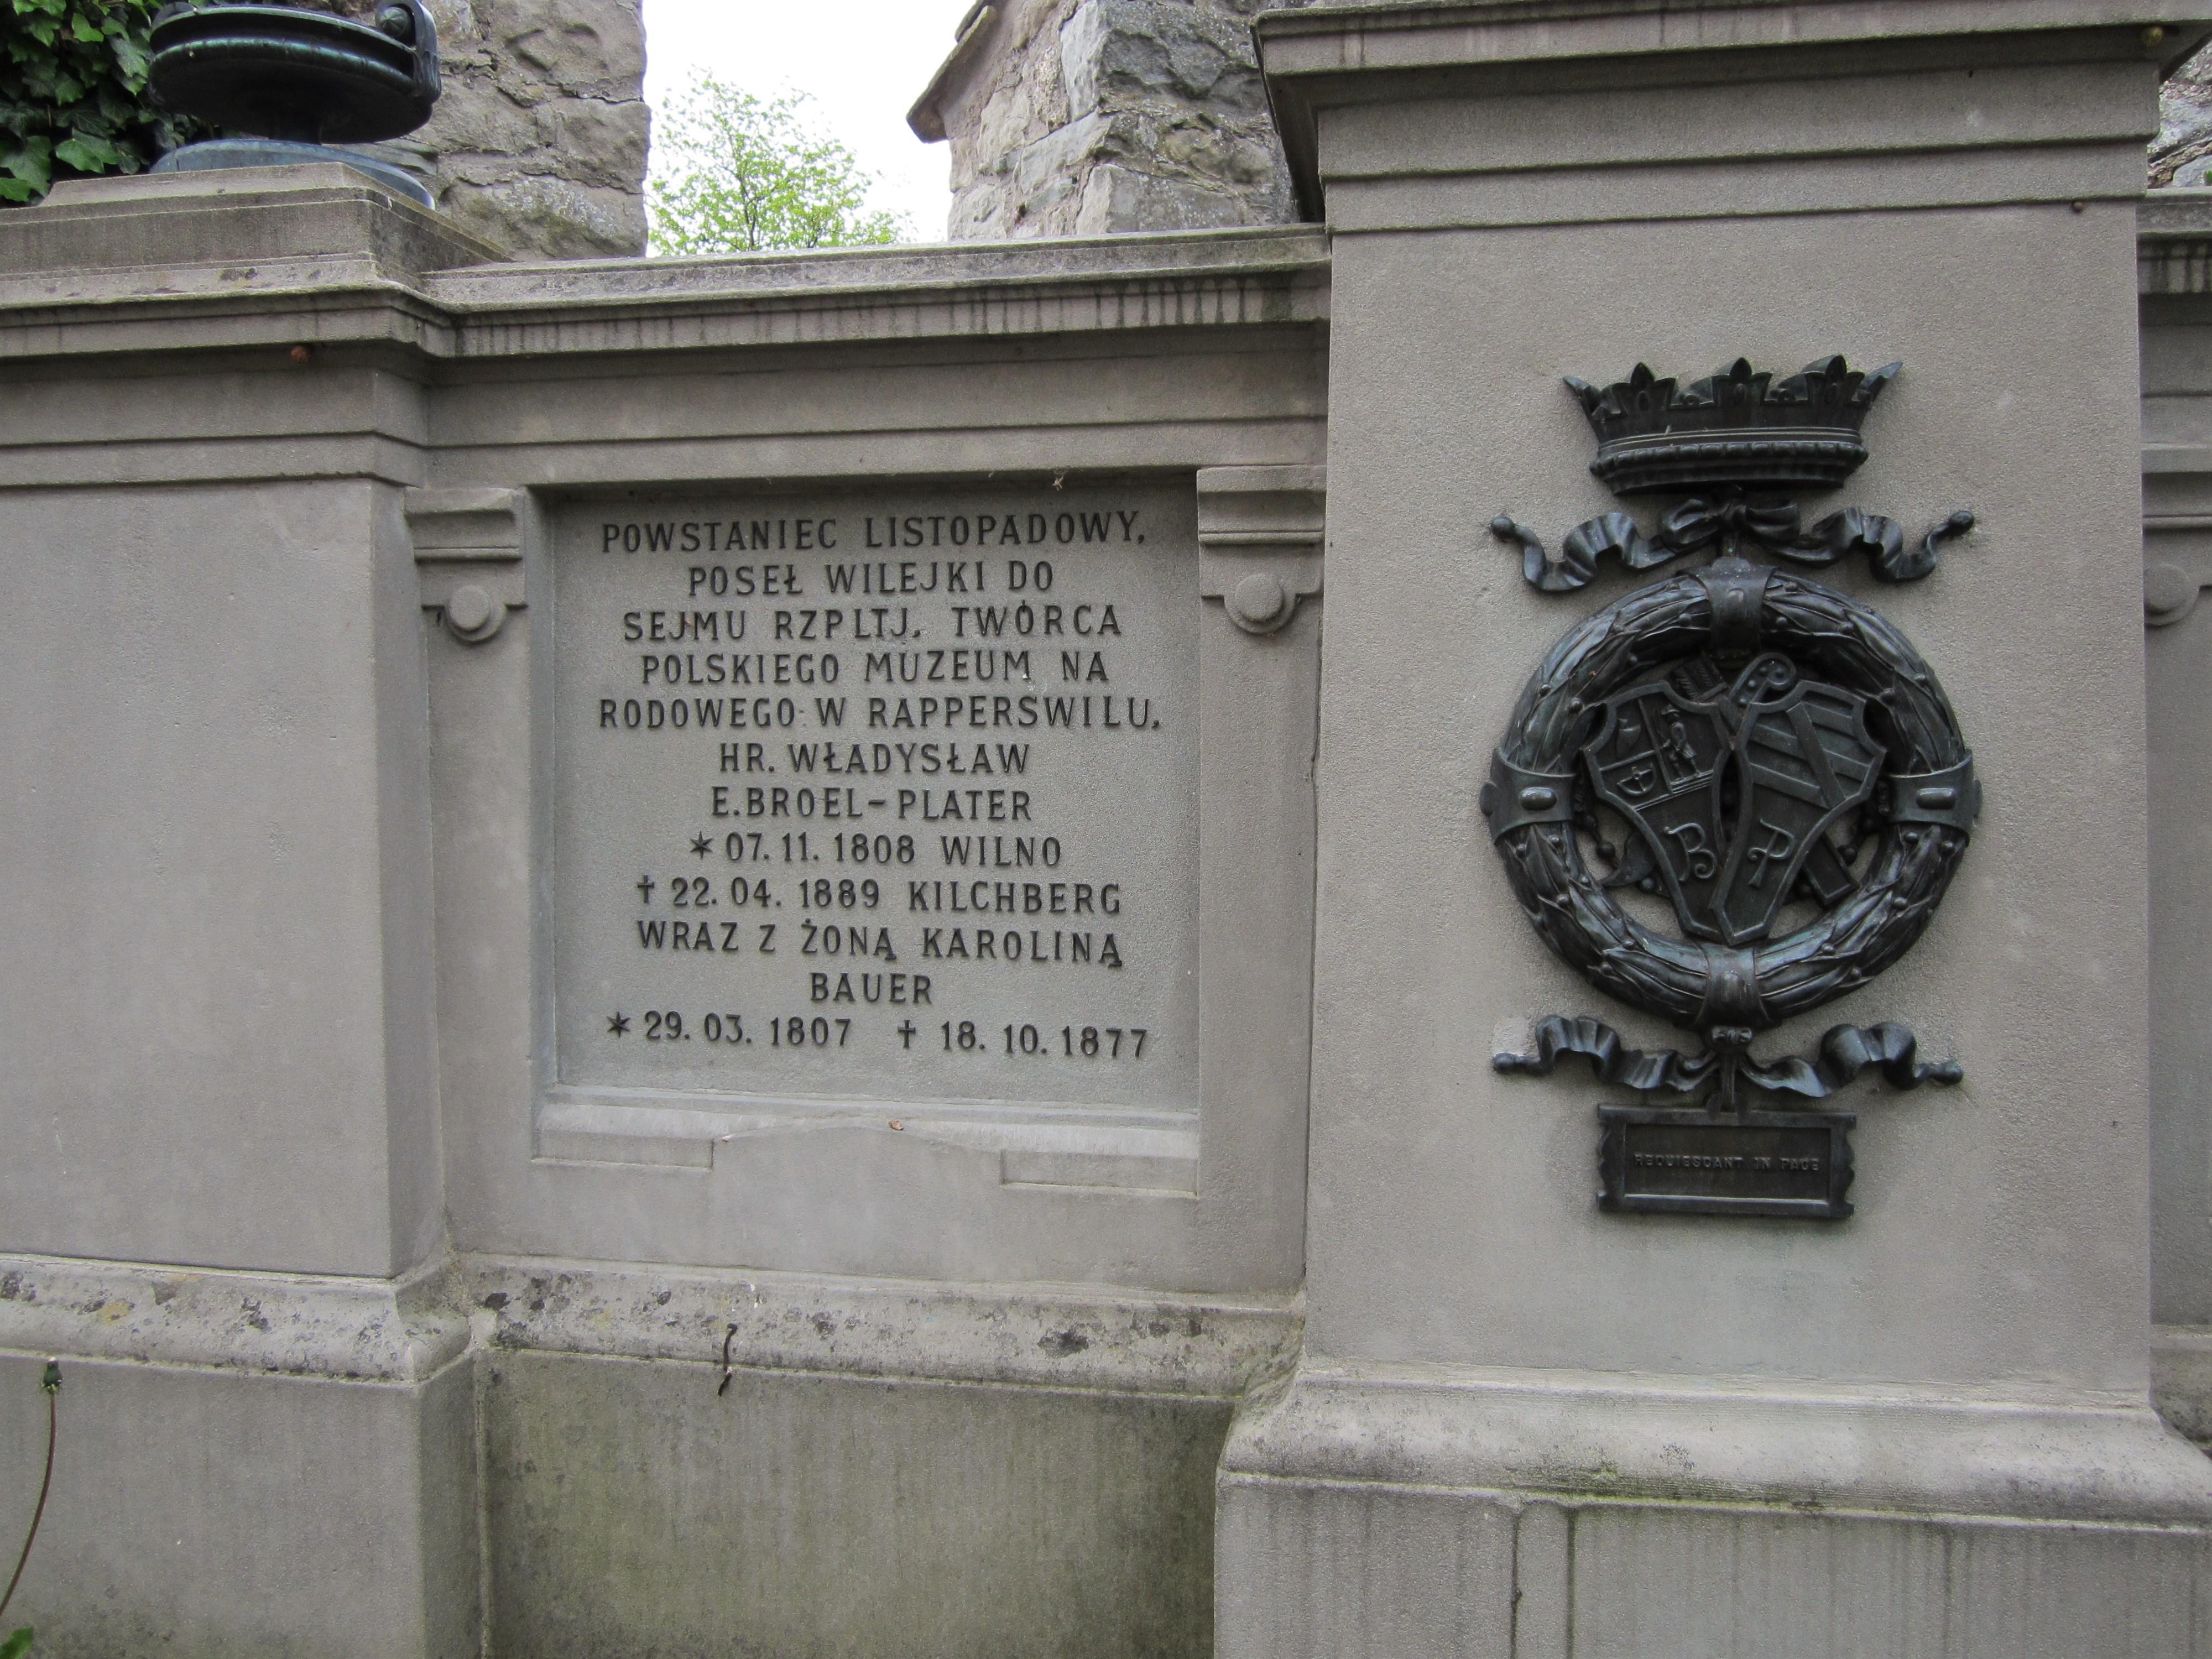 POWSTANIEC LISTOPADOWY,
POSEŁ WILEJKI DO
SEJMU RZPLTJ. TWÓRCA
POLSKIEGO MUZEUM NA
RODOWEGO W RAPPERSWILU,
HR. WŁADYSŁAW
E. BROEL-PLATER
* 07. 11. 1808 WILNO
† 22. 04. 1889 KILCHBERG
WRAZ Z ŻONĄ KAROLINĄ
BAUER
* 29. 03. 1807 † 18. 10. 1877
B P
REQUIESCANT IN PACE